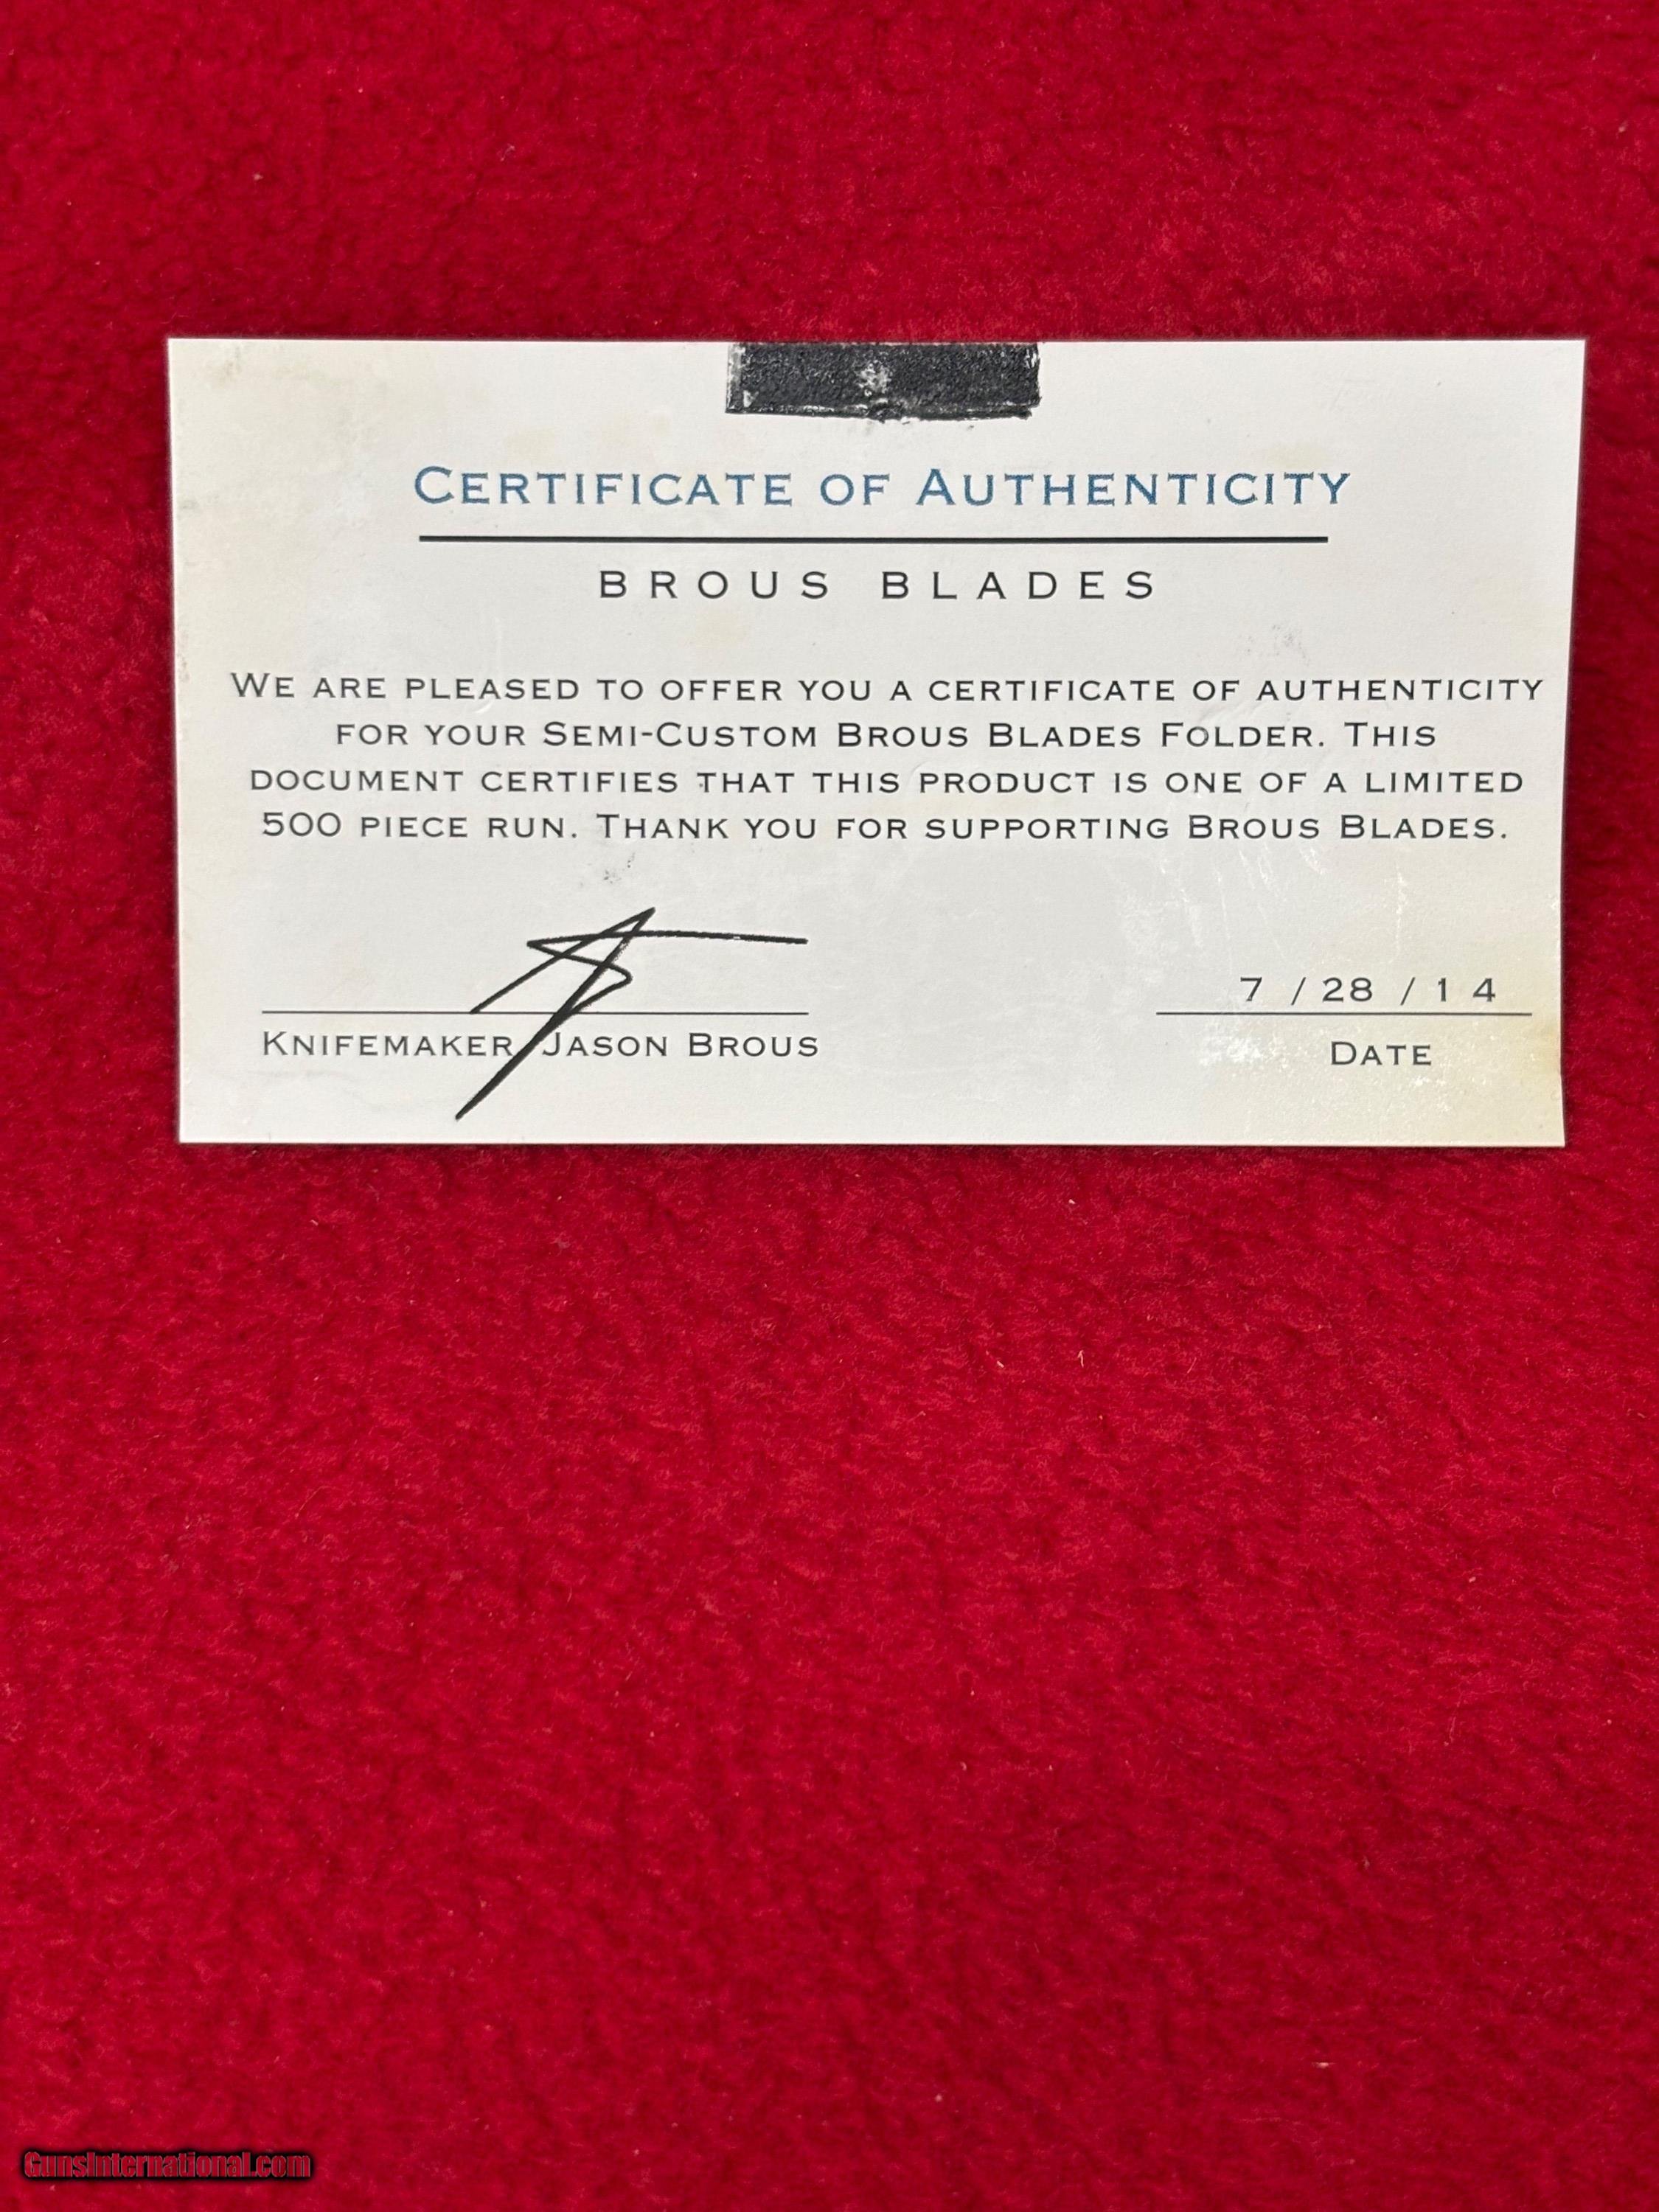 Certificate of Authenticity
BROUS BLADES
We are pleased to offer you a certificate of authenticity
for your Semi-Custom Brous Blades Folder. This
document certifies that this product is one of a limited
500 piece run. Thank you for supporting Brous Blades.
7 / 28 / 1 4
Knifemaker Jason Brous
Date
GunsInternational.com